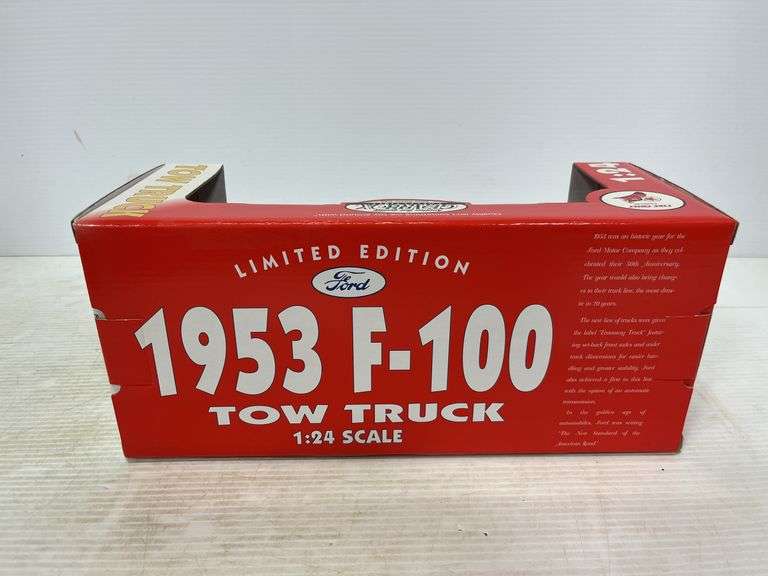 TOW TRUCK
1:24
LIMITED EDITION
Ford
1953 F-100
TOW TRUCK
1:24 SCALE
1953 was an historic year for the
Ford Motor Company as they cel-
ebrated their 50th Anniversary.
The year would also bring chang-
es in their truck line, the most dras-
tic in 20 years.
The new line of trucks was given
the label "Economy Truck" featur-
ing set-back front axles and wider
track dimensions for easier han-
dling and greater stability. Ford
also achieved a first in this line
with the option of an automatic
transmission.
In the golden age of
automobiles, Ford was setting
"The New Standard of the
American Road."